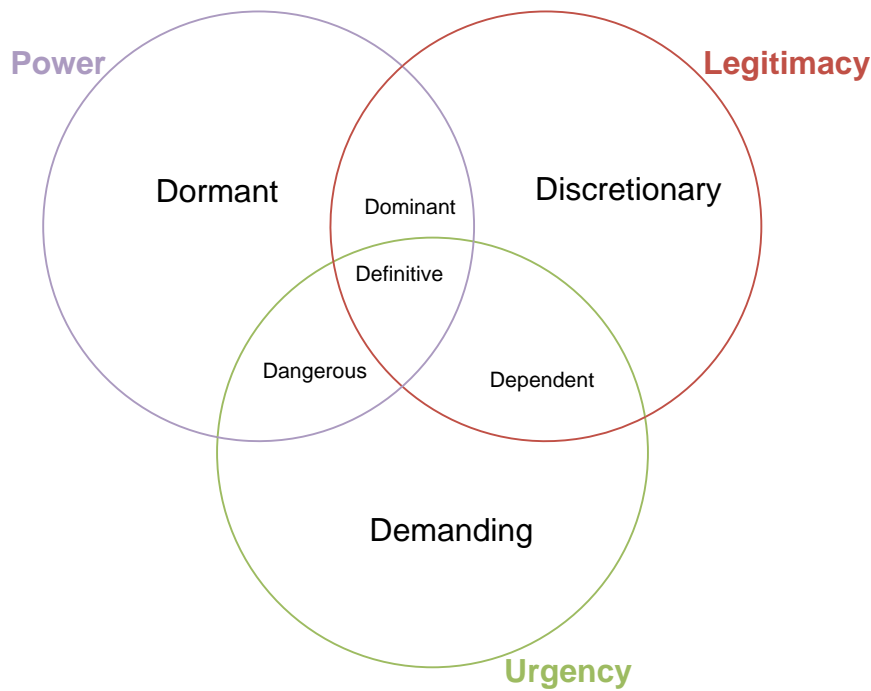 Power
Legitimacy
Dormant
Discretionary
Dominant
Definitive
Dangerous
Dependent
Demanding
Urgency